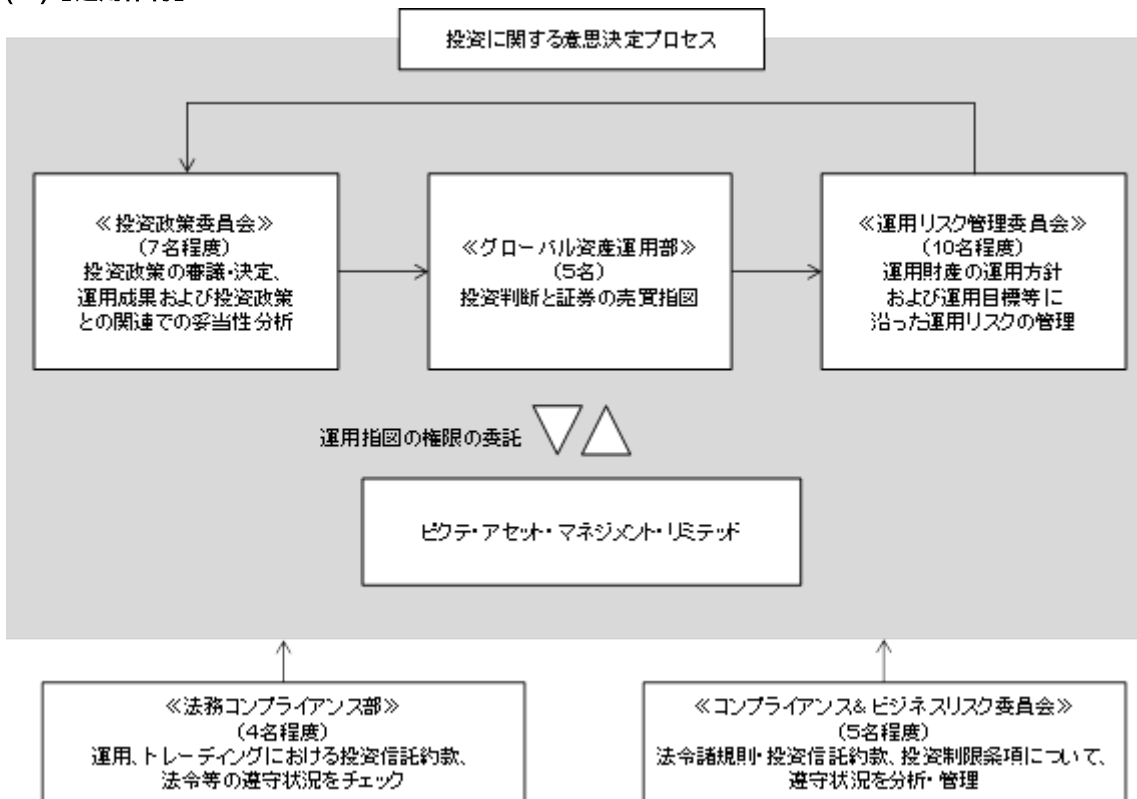 投資に関する意思決定プロセス
≪投資政策委員会≫
(7名程度)
投資政策の審議・決定、
運用成果および投資政策
との関連での妥当性分析
≪グローバル資産運用部≫
(5名)
投資判断と証券の売買指図
≪運用リスク管理委員会≫
(10名程度)
運用財産の運用方針
および運用目標等に
沿った運用リスクの管理
運用指図の権限の委託
ピクテ・アセット・マネジメント・リミテッド
≪法務コンプライアンス部≫
(4名程度)
運用、トレーディングにおける投資信託約款、
法令等の遵守状況をチェック
≪コンプライアンス&ビジネスリスク委員会≫
(5名程度)
法令諸規則・投資信託約款、投資制限条項について、
遵守状況を分析・管理